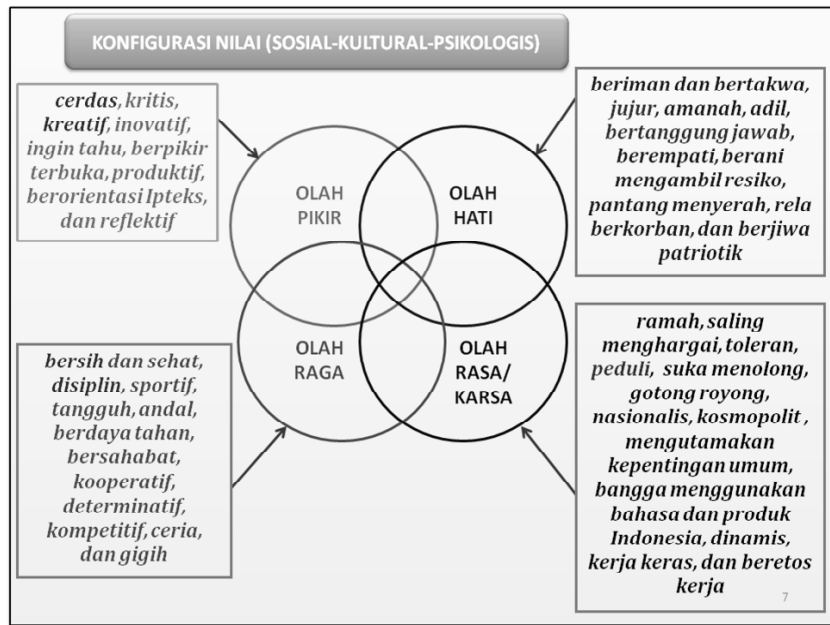 KONFIGURASI NILAI (SOSIAL-KULTURAL-PSIKOLOGIS)
cerdas, kritis,
kreatif, inovatif,
ingin tahu, berpikir
terbuka, produktif,
berorientasi Ipteks,
dan reflektif
OLAH
PIKIR
OLAH
HATI
beriman dan bertakwa,
jujur, amanah, adil,
bertanggung jawab,
berempati, berani
mengambil resiko,
pantang menyerah, rela
berkorban, dan berjiwa
patriotik
bersih dan sehat,
disiplin, sportif,
tangguh, andal,
berdaya tahan,
bersahabat,
kooperatif,
determinatif,
kompetitif, ceria,
dan gigih
OLAH
RAGA
OLAH
RASA/
KARSA
ramah, saling
menghargai, toleran,
peduli, suka menolong,
gotong royong,
nasionalis, kosmopolit ,
mengutamakan
kepentingan umum,
bangga menggunakan
bahasa dan produk
Indonesia, dinamis,
kerja keras, dan beretos
kerja
7